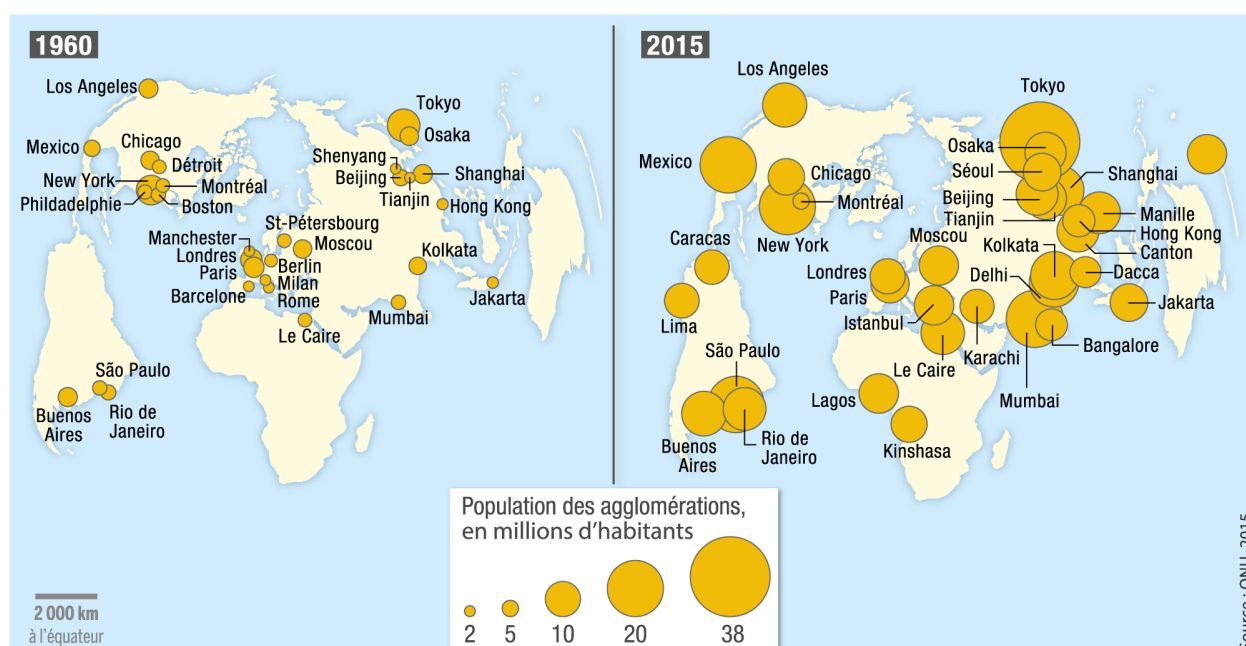 1960
Los Angeles
Mexico
Chicago
Détroit
New York
Montréal
Phildadelphie
Boston
Tokyo
Osaka
Shenyang
Beijing
Tianjin
Shanghai
Hong Kong
St-Pétersbourg
Moscou
Manchester
Londres
Paris
Berlin
Milan
Rome
Barcelone
Le Caire
Kolkata
Mumbai
Jakarta
São Paulo
Buenos
Aires
Rio de
Janeiro
2015
Los Angeles
Mexico
Chicago
Montréal
New York
Tokyo
Osaka
Séoul
Shanghai
Beijing
Tianjin
Manille
Hong Kong
Canton
Caracas
Lima
Moscou
Londres
Paris
Istanbul
Le Caire
Karachi
Kolkata
Delhi
Dacca
Jakarta
Bangalore
Mumbai
São Paulo
Buenos
Aires
Rio de
Janeiro
Lagos
Kinshasa
Population des agglomérations,
en millions d'habitants
2 5 10 20 38
2 000 km
à l'équateur
Source : ONU, 2015